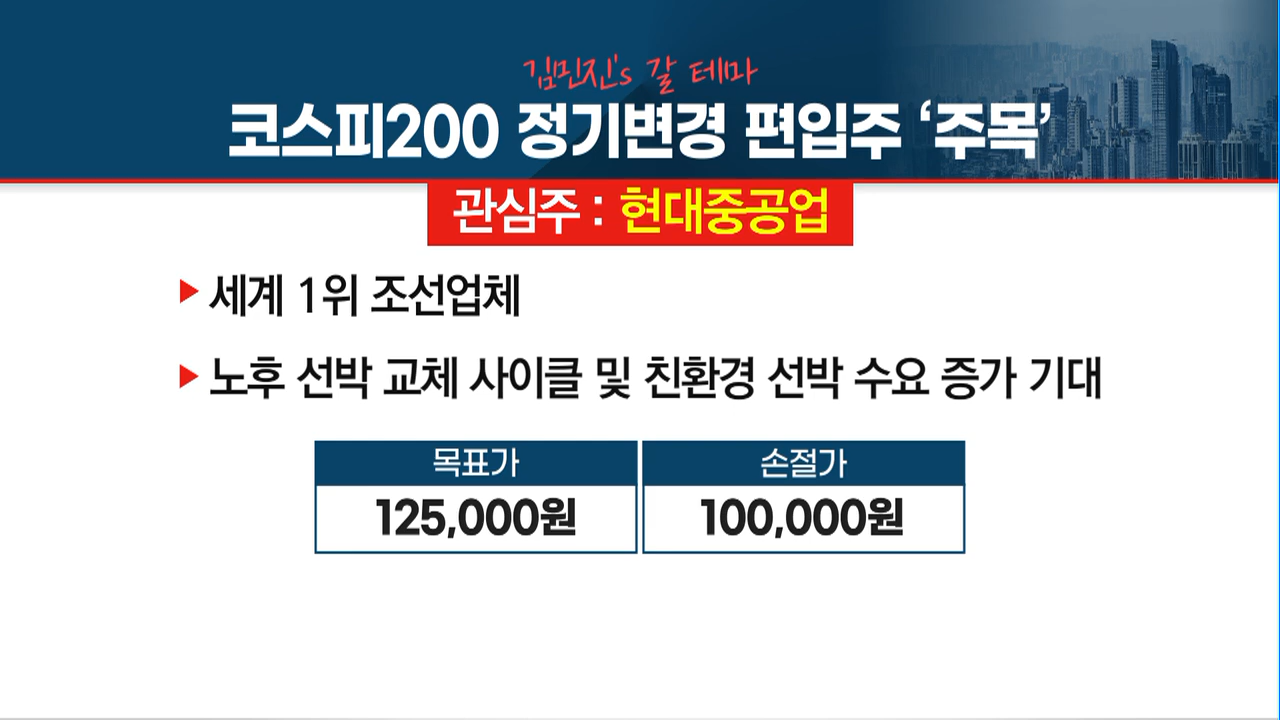 김민진's 갈 테마
코스피200 정기변경 편입주 ‘주목’
관심주 : 현대중공업
▶ 세계 1위 조선업체
▶ 노후 선박 교체 사이클 및 친환경 선박 수요 증가 기대
목표가 손절가
125,000원 100,000원